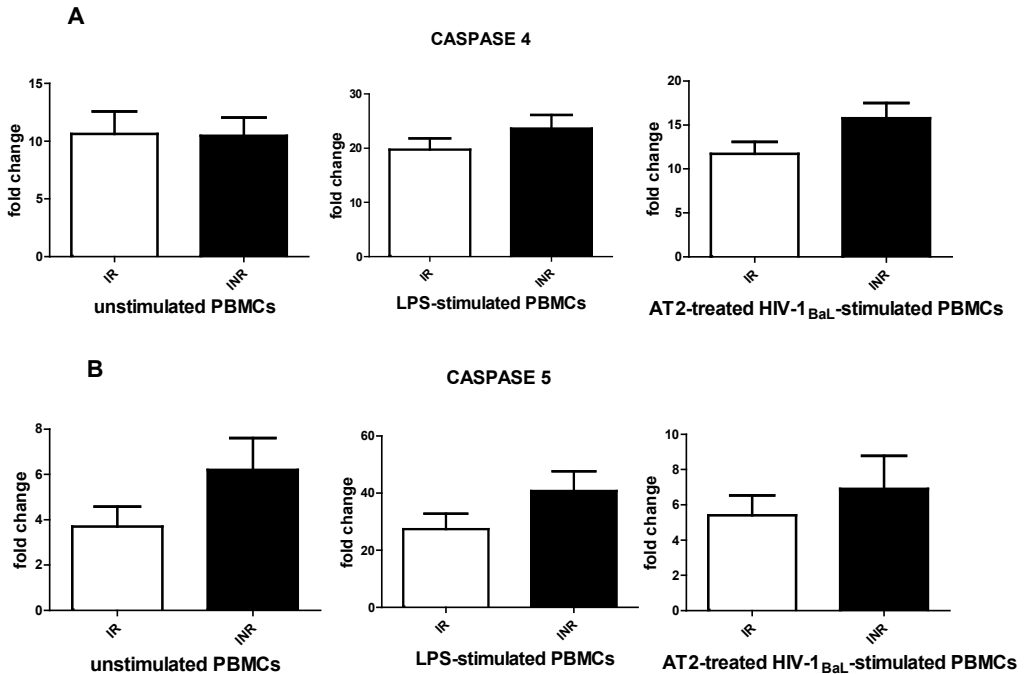 A
CASPASE 4
fold change
15
10
5
0
IR
INR
unstimulated PBMCs
fold change
30
20
10
0
IR
INR
LPS-stimulated PBMCs
fold change
20
15
10
5
0
IR
INR
AT2-treated HIV-1BaL-stimulated PBMCs
B
CASPASE 5
fold change
8
6
4
2
0
IR
INR
unstimulated PBMCs
fold change
60
40
20
0
IR
INR
LPS-stimulated PBMCs
fold change
10
8
6
4
2
0
IR
INR
AT2-treated HIV-1BaL-stimulated PBMCs